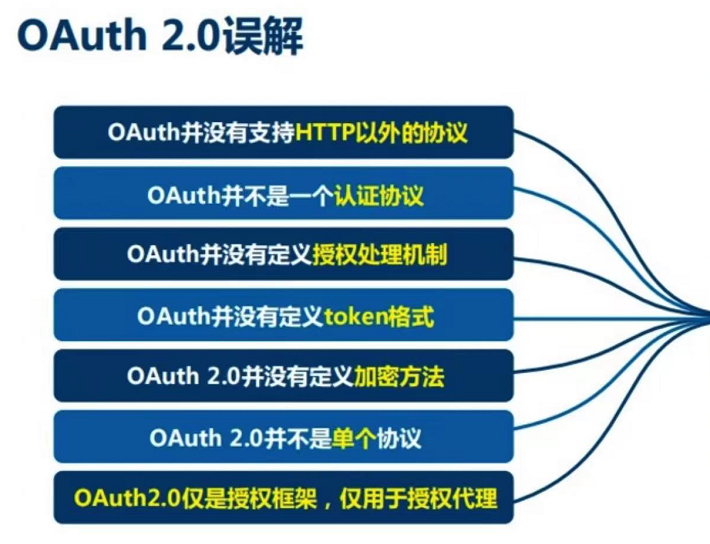 OAuth 2.0误解
OAuth并没有支持HTTP以外的协议
OAuth并不是一个认证协议
OAuth并没有定义授权处理机制
OAuth并没有定义token格式
OAuth 2.0并没有定义加密方法
OAuth 2.0并不是单个协议
OAuth2.0仅是授权框架，仅用于授权代理